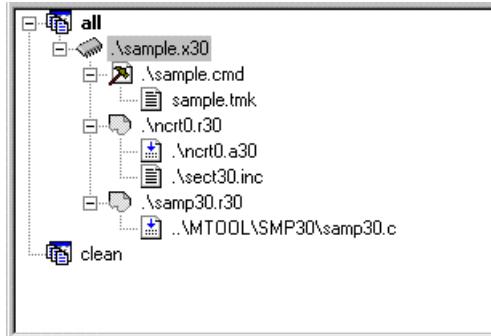 all
.\sample.x30
.\sample.cmd
sample.tmk
.\ncrt0.r30
.\ncrt0.a30
.\sect30.inc
.\samp30.r30
..\MTOOL\SMP30\samp30.c
clean